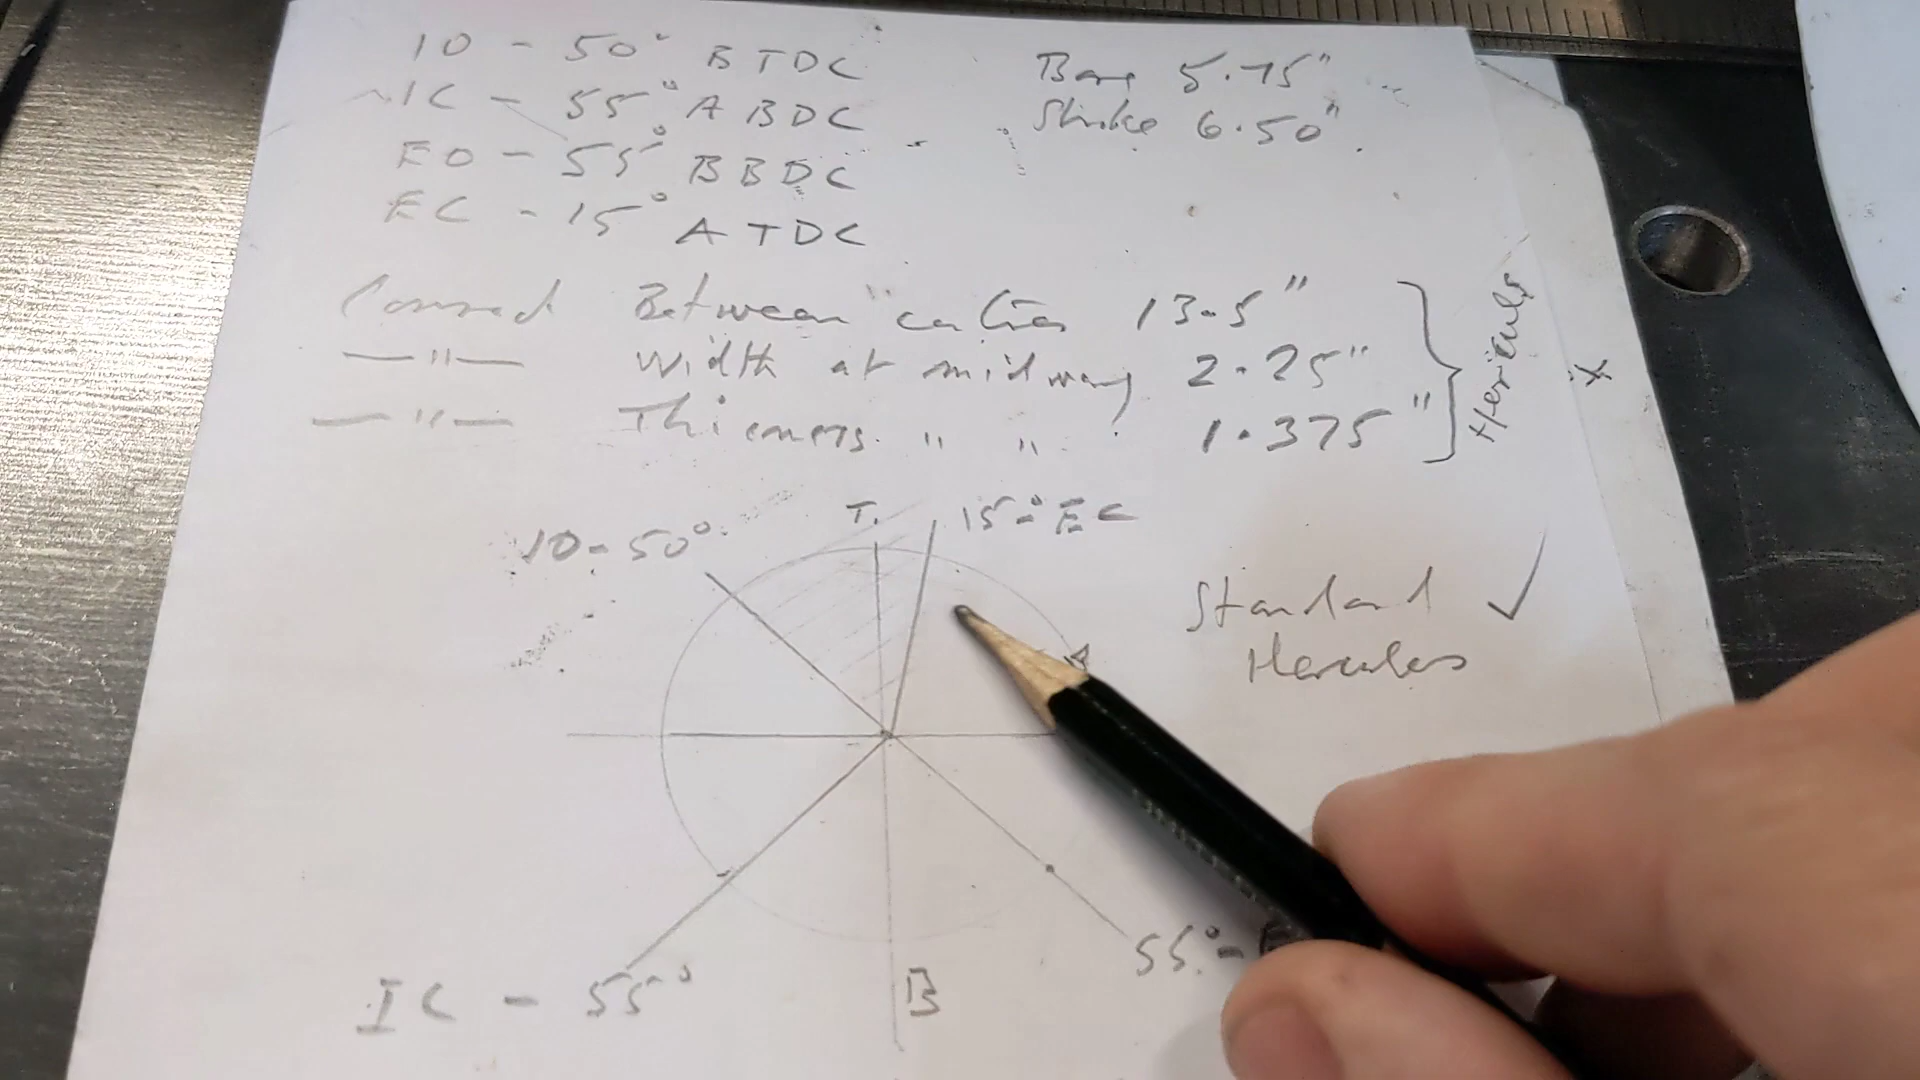 IO - 50° BTDC
IC - 55° ABDC
EO - 55° BBDC
EC - 15° ATDC
Bore 5.75"
Stroke 6.50"
Conrod Between centres 13.5"
—"— Width at midway 2.25"
—"— Thickness " " 1.375"
Hercules
X
T. 15° EC
IO - 50°
Standard ✓
Hercules
55° -
IC - 55°
B